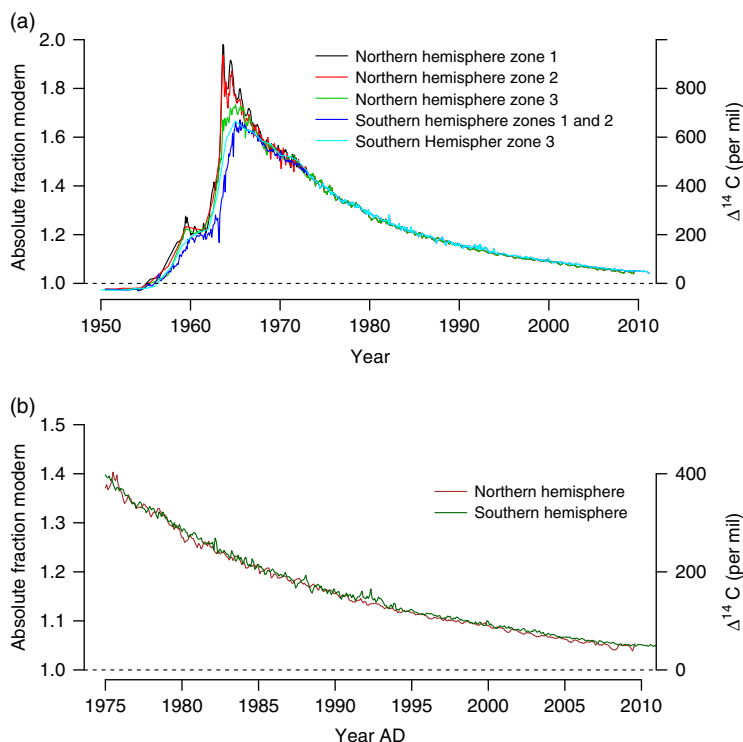 (a)
2.0
1.8
1.6
1.4
1.2
1.0
Absolute fraction modern
Northern hemisphere zone 1
Northern hemisphere zone 2
Northern hemisphere zone 3
Southern hemisphere zones 1 and 2
Southern Hemispher zone 3
800
600
400
200
0
Δ14 C (per mil)
1950 1960 1970 1980 1990 2000 2010
Year
(b)
1.5
1.4
1.3
1.2
1.1
1.0
Absolute fraction modern
Northern hemisphere
Southern hemisphere
400
200
0
Δ14 C (per mil)
1975 1980 1985 1990 1995 2000 2005 2010
Year AD